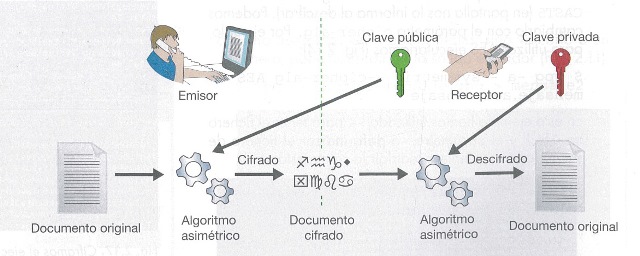 Clave pública
Clave privada
Emisor
Receptor
Cifrado
Descifrado
Documento original
Algoritmo
asimétrico
Documento
cifrado
Algoritmo
asimétrico
Documento original